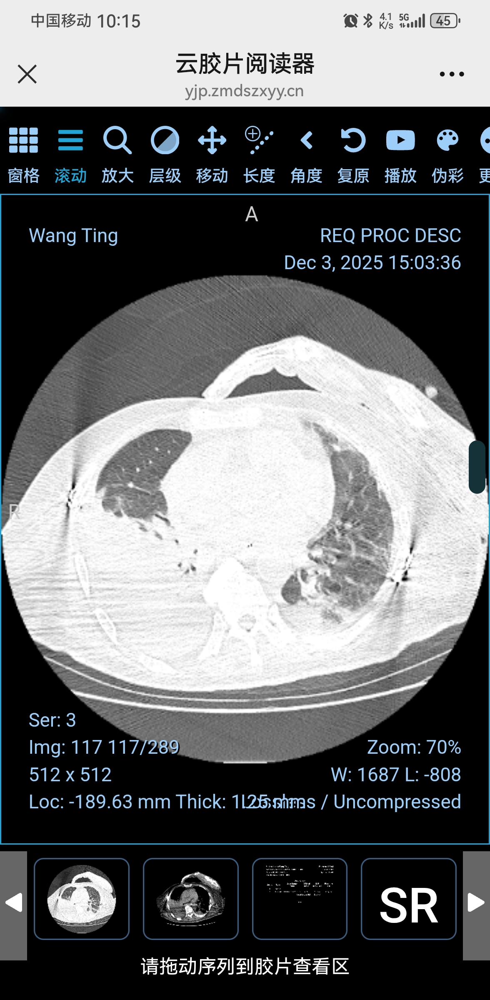 中国移动 10:15
4.1 K/s 5G 45
云胶片阅读器
yjp.zmdszxyy.cn
窗格 滚动 放大 层级 移动 长度 角度 复原 播放 伪彩
A
Wang Ting
REQ PROC DESC
Dec 3, 2025 15:03:36
R
Ser: 3
Img: 117 117/289
Zoom: 70%
512 x 512
W: 1687 L: -808
Loc: -189.63 mm Thick: 1.25 mm
/ Uncompressed
SR
请拖动序列到胶片查看区